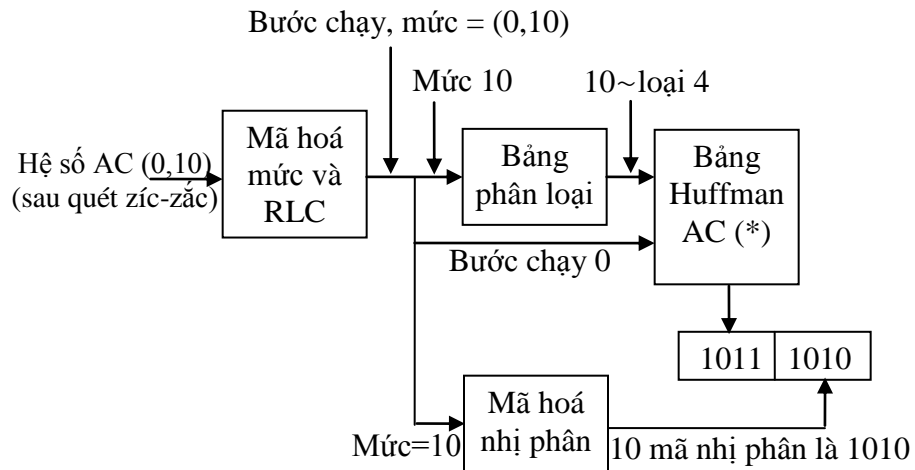 Bước chạy, mức = (0,10)
Mức 10
10~loại 4
Hệ số AC (0,10)
(sau quét zíc-zắc)
Mã hoá
mức và
RLC
Bảng
phân loại
Bảng
Huffman
AC (*)
Bước chạy 0
1011 1010
Mức=10
Mã hoá
nhị phân
10 mã nhị phân là 1010